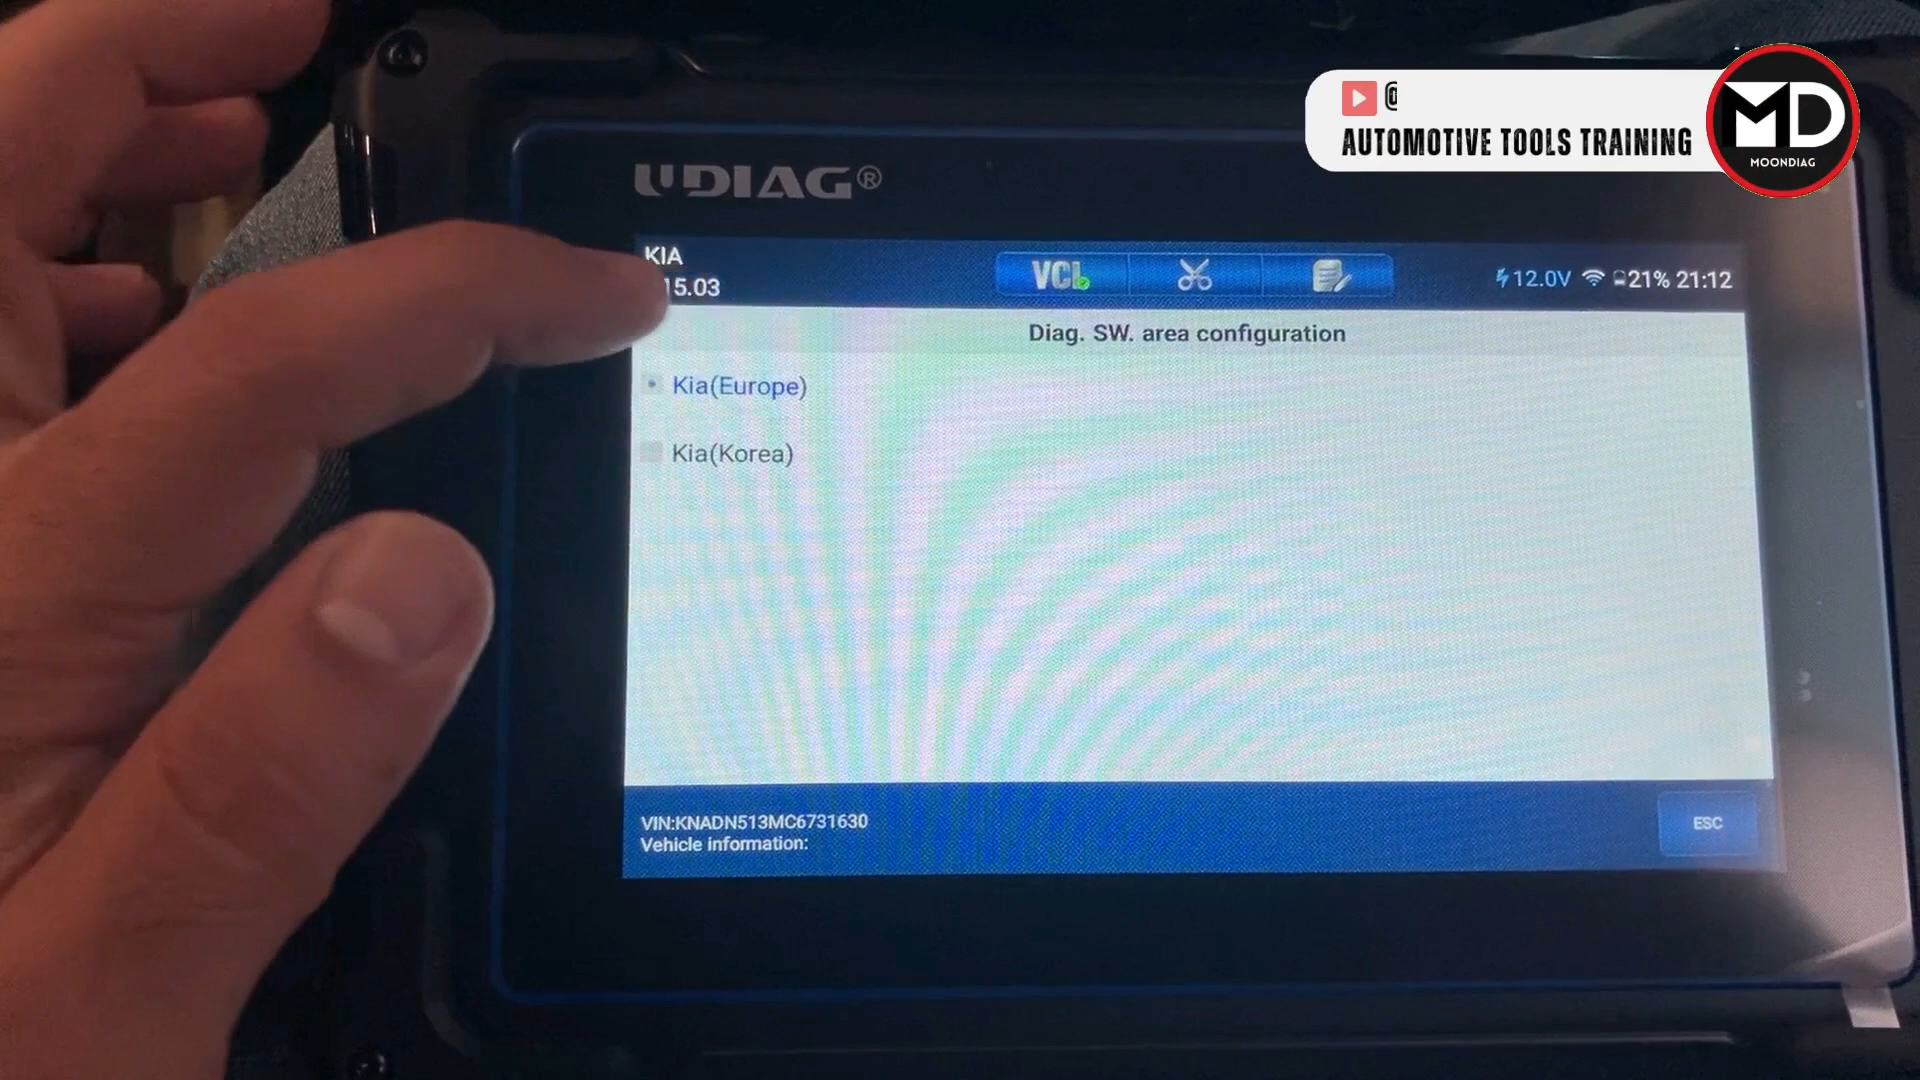 @
AUTOMOTIVE TOOLS TRAINING
MD
MOONDIAG
UDIAG®
KIA
15.03
VCI
12.0V 21% 21:12
Diag. SW. area configuration
Kia(Europe)
Kia(Korea)
VIN:KNADN513MC6731630
Vehicle information:
ESC